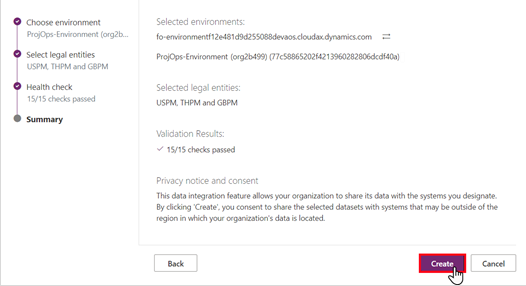 Choose environment
ProjOps-Environment (org2b...
Select legal entities
USPM, THPM and GBPM
Health check
15/15 checks passed
Summary
Selected environments:
fo-environmentf12e481d9d255088devaos.cloudax.dynamics.com
ProjOps-Environment (org2b499) (77c58865202f4213960282806dcdf40a)
Selected legal entities:
USPM, THPM and GBPM
Validation Results:
15/15 checks passed
Privacy notice and consent
This data integration feature allows your organization to share its data with the systems you designate.
By clicking 'Create', you consent to share the selected datasets with systems that may be outside of the
region in which your organization's data is located.
Back
Create
Cancel